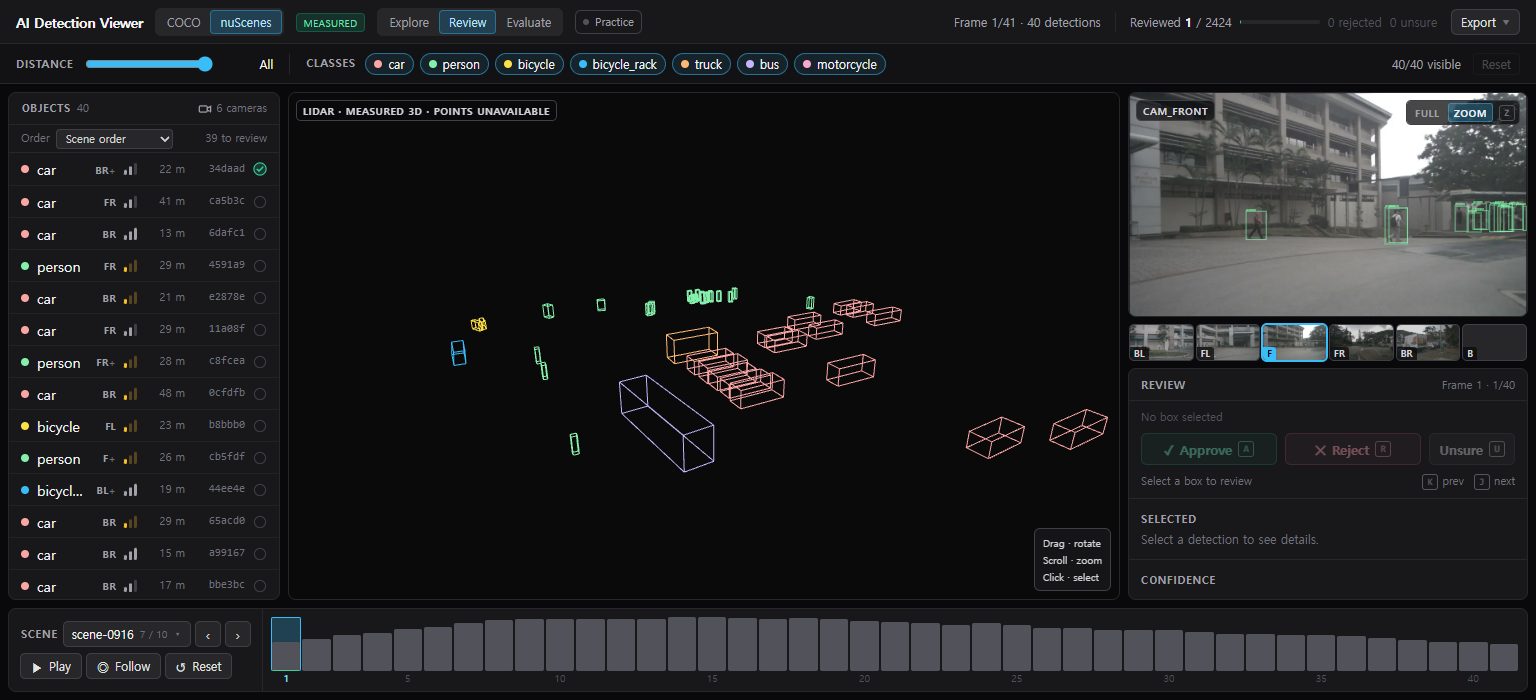 AI Detection Viewer COCO nuScenes MEASURED Explore Review Evaluate Practice Frame 1/41 · 40 detections Reviewed 1 / 2424 0 rejected 0 unsure Export
DISTANCE All CLASSES car person bicycle bicycle_rack truck bus motorcycle 40/40 visible Reset
OBJECTS 40 6 cameras
Order Scene order 39 to review
car BR+ 22 m 34daad
car FR 41 m ca5b3c
car BR 13 m 6dafc1
person FR 29 m 4591a9
car BR 21 m e2878e
car FR 29 m 11a08f
person FR+ 28 m c8fcea
car BR 48 m 0cfdfb
bicycle FL 23 m b8bbb0
person F+ 26 m cb5fdf
bicycl... BL+ 19 m 44ee4e
car BR 29 m 65acd0
car BR 15 m a99167
car BR 17 m bbe3bc
LIDAR · MEASURED 3D · POINTS UNAVAILABLE
Drag · rotate
Scroll · zoom
Click · select
CAM_FRONT FULL ZOOM Z
BL FL F FR BR B
REVIEW Frame 1 · 1/40
No box selected
✓ Approve A ✕ Reject R Unsure U
Select a box to review K prev J next
SELECTED
Select a detection to see details.
CONFIDENCE
SCENE scene-0916 7 / 10 ‹ ›
▶ Play ◎ Follow ↺ Reset
1 5 10 15 20 25 30 35 40